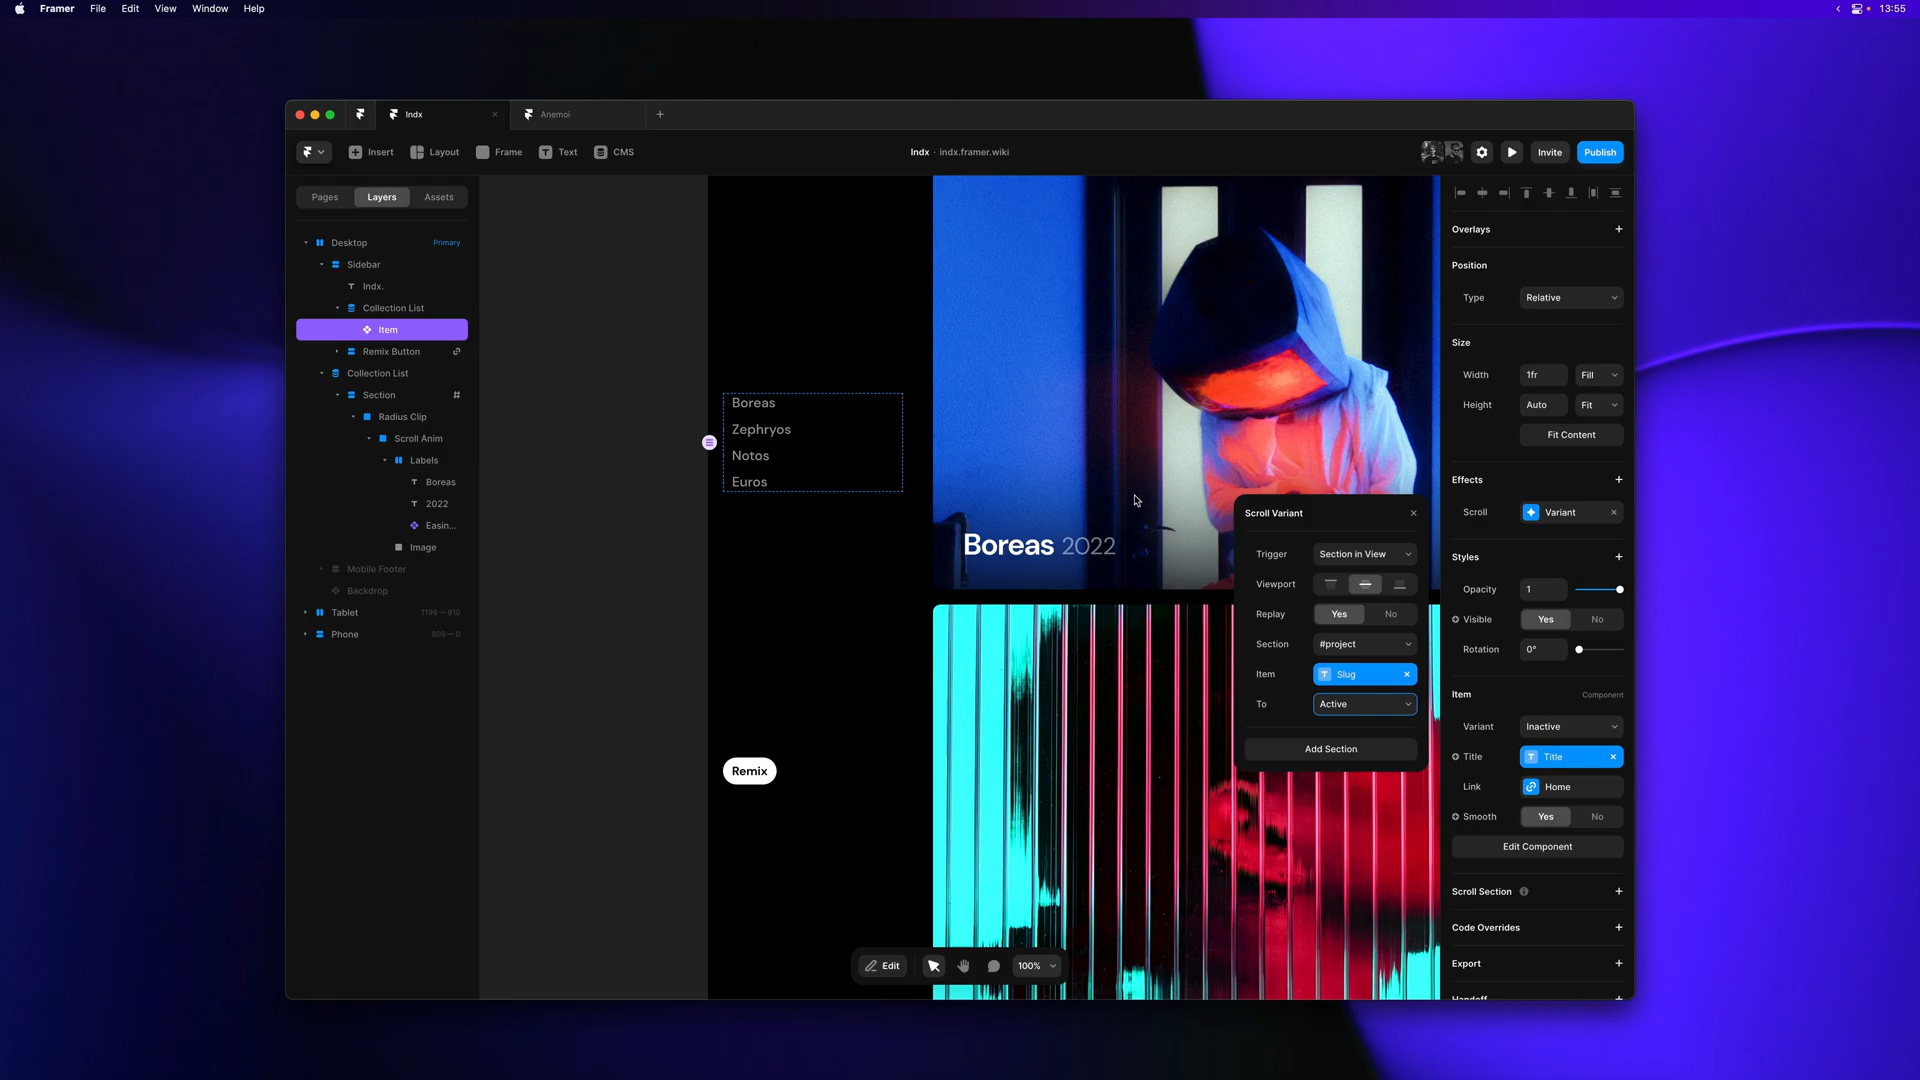 Framer File Edit View Window Help 13:55
Indx Anemoi
Insert Layout Frame Text CMS Indx · indx.framer.wiki Invite Publish
Pages Layers Assets
Desktop Primary
Sidebar
Indx.
Collection List
Item
Remix Button
Collection List
Section
Radius Clip
Scroll Anim
Labels
Boreas
2022
Easin...
Image
Mobile Footer
Backdrop
Tablet 1199—810
Phone 809—0
Boreas
Zephryos
Notos
Euros
Remix
Boreas 2022
Scroll Variant
Trigger Section in View
Viewport
Replay Yes No
Section #project
Item Slug
To Active
Add Section
Edit 100%
Overlays
Position
Type Relative
Size
Width 1fr Fill
Height Auto Fit
Fit Content
Effects
Scroll Variant
Styles
Opacity 1
Visible Yes No
Rotation 0°
Item Component
Variant Inactive
Title Title
Link Home
Smooth Yes No
Edit Component
Scroll Section
Code Overrides
Export
Handoff